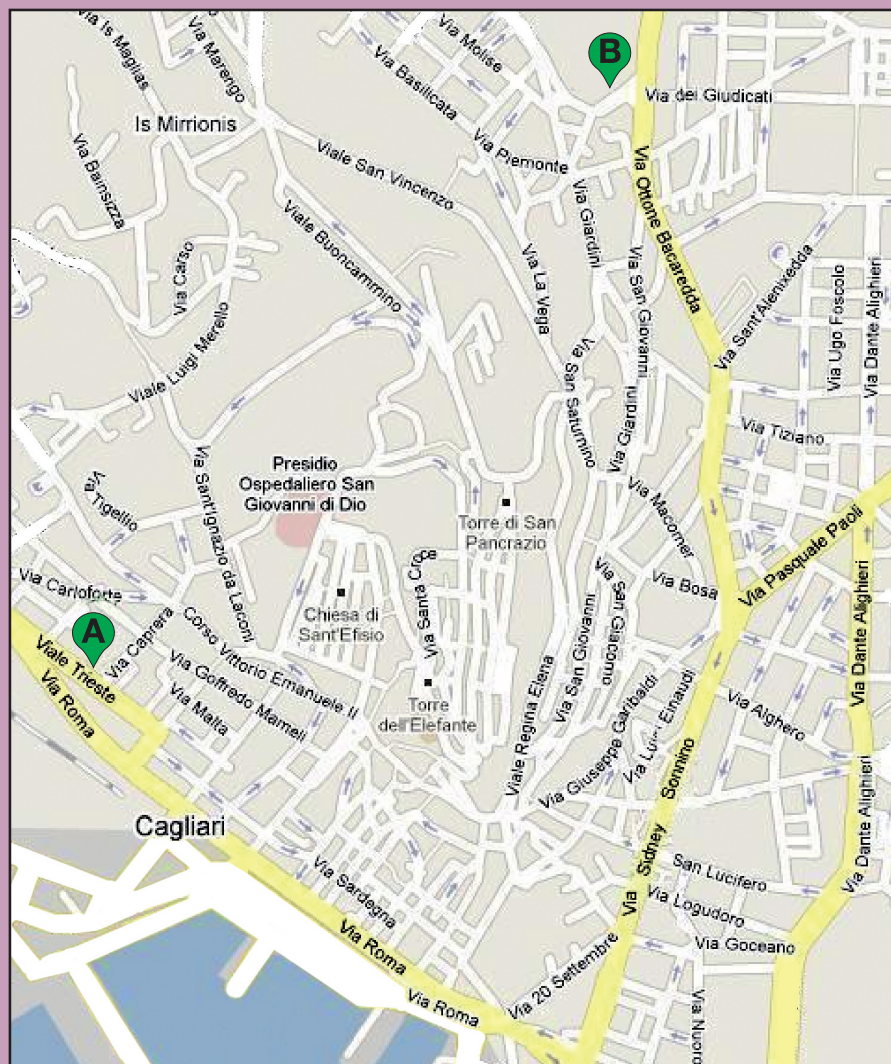 Via Is Maglias
Via Marengo
Via Molise
Via Basilicata
B
Via dei Giudicati
Is Mirrionis
Via Bainsizza
Viale San Vincenzo
Via Piemonte
Via Ottone Bacaredda
Via Giardini
Viale Buoncammino
Via Carso
Via La Vega
Via San Giovanni
Via Sant'Alenixedda
Via Ugo Foscolo
Via Dante Alighieri
Viale Luigi Merello
Via San Saturnino
Via Giardini
Via Tiziano
Via Tigellio
Via Sant'Ignazio da Laconi
Presidio
Ospedaliero San
Giovanni di Dio
Torre di San
Pancrazio
Via Macomer
Via Pasquale Paoli
Via Carloforte
Via Santa Croce
Via Bosa
Via san Giacomo
Chiesa di
Sant'Efisio
A
Via Caprera
Corso Vittorio Emanuele II
Viale Trieste
Via Roma
Via Goffredo Mameli
Via Malta
Torre
dell'Elefante
Viale Regina Elena
Via San Giovanni
Via Giuseppe Garibaldi
Via Luigi Einaudi
Via Alghero
Via Dante Alighieri
Via Sidney Sonnino
Cagliari
Via Dante Alighieri
Via Sardegna
San Lucifero
Via Logudoro
Via Roma
Via Goceano
Via 20 Settembre
Via Roma
Via Nuoro